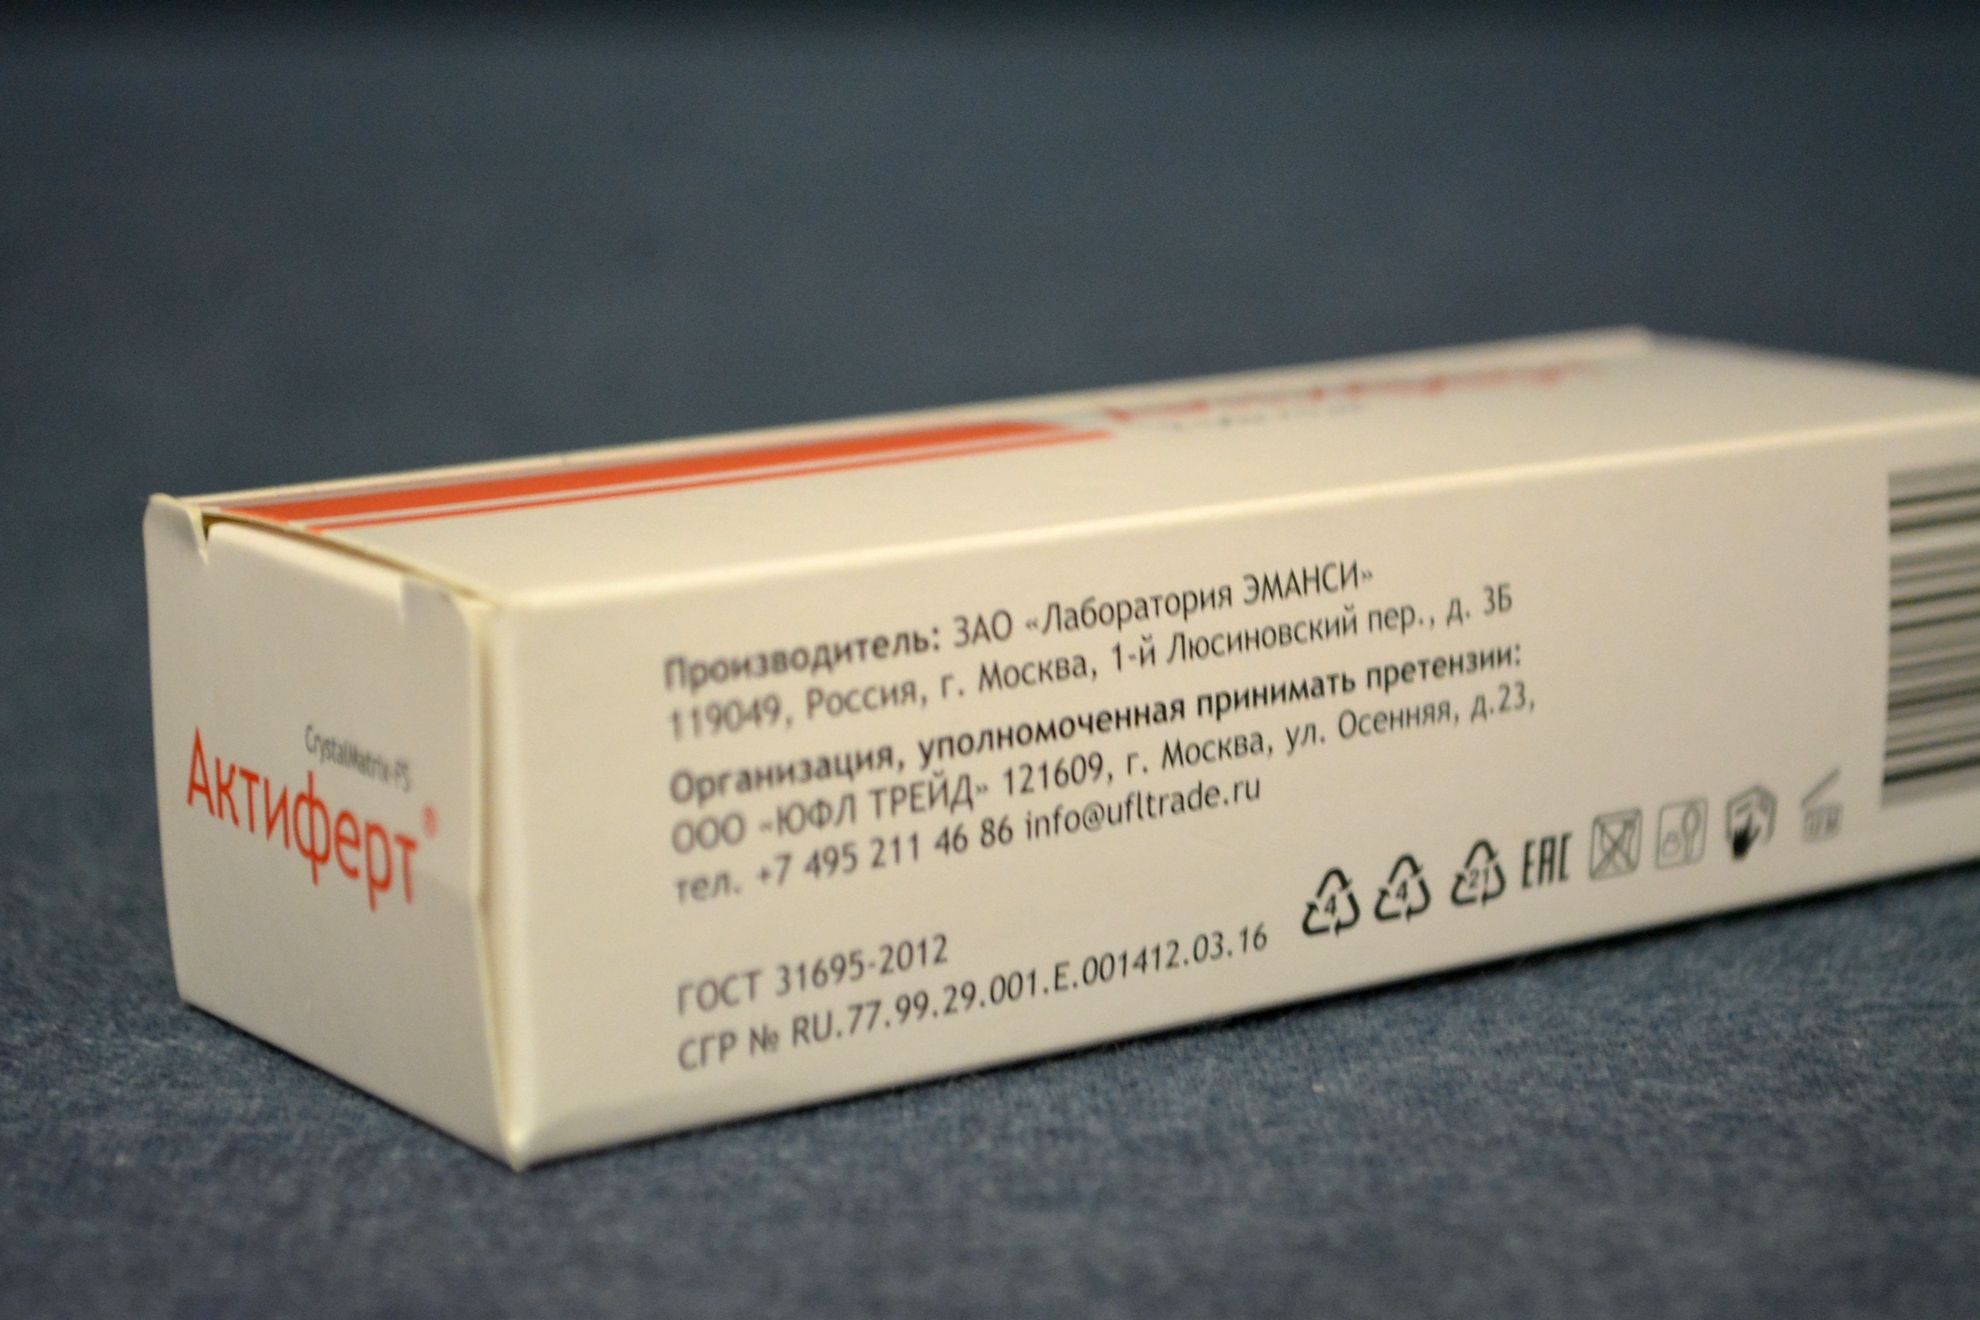 CrystalMatrix-PS
Актиферт®
Производитель: ЗАО «Лаборатория ЭМАНСИ»
119049, Россия, г. Москва, 1-й Люсиновский пер., д. 3Б
Организация, уполномоченная принимать претензии:
ООО «ЮФЛ ТРЕЙД» 121609, г. Москва, ул. Осенняя, д.23,
тел. +7 495 211 46 86 info@ufltrade.ru
ГОСТ 31695-2012
СГР № RU.77.99.29.001.Е.001412.03.16
4 4 21 EAC